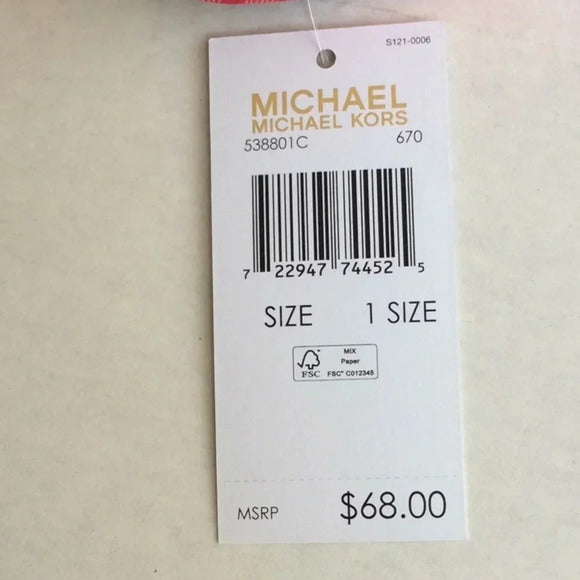 S121-0006
MICHAEL
MICHAEL KORS
538801C 670
7 22947 74452 5
SIZE 1 SIZE
MIX
Paper
FSC FSC® C012345
MSRP $68.00